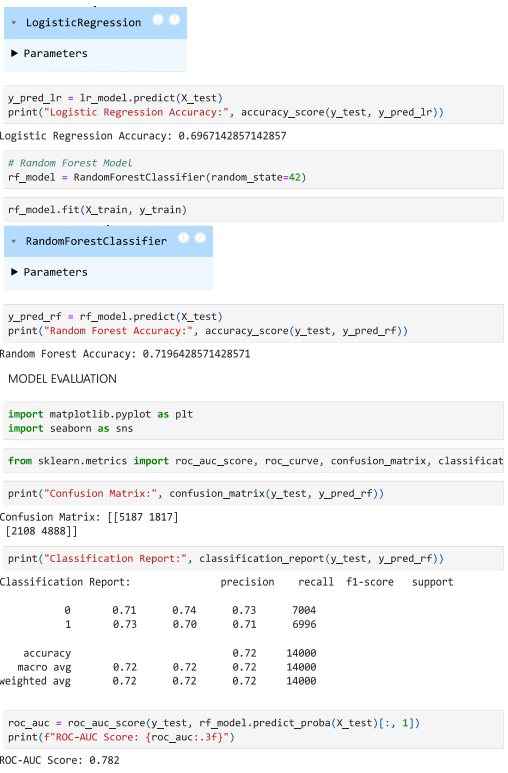 LogisticRegression
Parameters
y_pred_lr = lr_model.predict(X_test)
print("Logistic Regression Accuracy:", accuracy_score(y_test, y_pred_lr))
Logistic Regression Accuracy: 0.6967142857142857
# Random Forest Model
rf_model = RandomForestClassifier(random_state=42)
rf_model.fit(X_train, y_train)
RandomForestClassifier
Parameters
y_pred_rf = rf_model.predict(X_test)
print("Random Forest Accuracy:", accuracy_score(y_test, y_pred_rf))
Random Forest Accuracy: 0.7196428571428571
MODEL EVALUATION
import matplotlib.pyplot as plt
import seaborn as sns
from sklearn.metrics import roc_auc_score, roc_curve, confusion_matrix, classificat
print("Confusion Matrix:", confusion_matrix(y_test, y_pred_rf))
Confusion Matrix: [[5187 1817]
[2108 4888]]
print("Classification Report:", classification_report(y_test, y_pred_rf))
Classification Report: precision recall f1-score support
0 0.71 0.74 0.73 7004
1 0.73 0.70 0.71 6996
accuracy 0.72 14000
macro avg 0.72 0.72 0.72 14000
weighted avg 0.72 0.72 0.72 14000
roc_auc = roc_auc_score(y_test, rf_model.predict_proba(X_test)[:, 1])
print(f"ROC-AUC Score: {roc_auc:.3f}")
ROC-AUC Score: 0.782